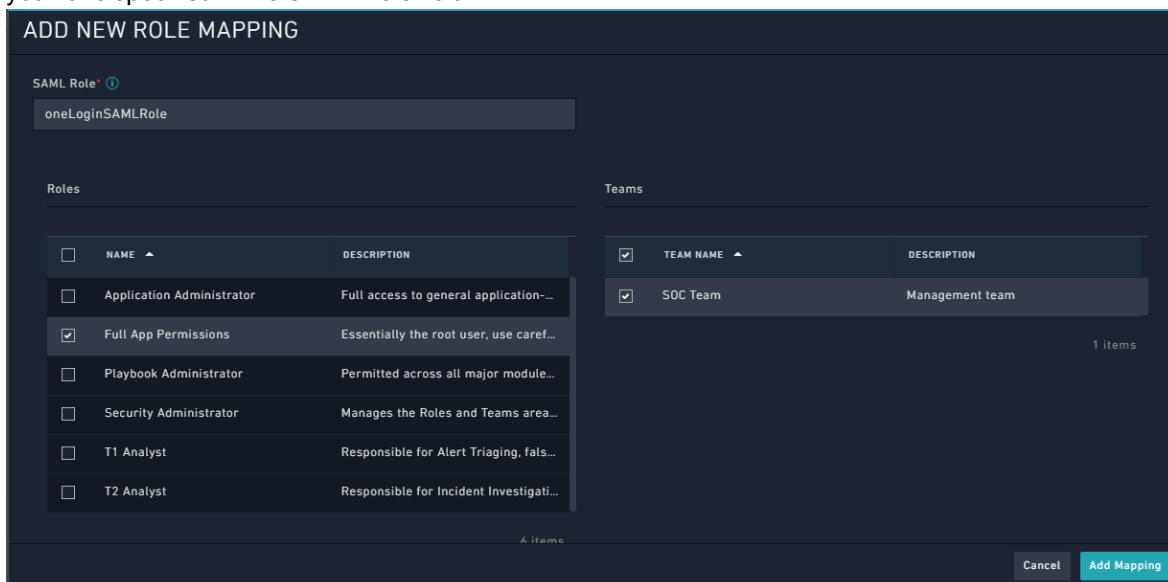 ADD NEW ROLE MAPPING
SAML Role*
oneLoginSAMLRole
Roles
NAME DESCRIPTION
Application Administrator Full access to general application-...
Full App Permissions Essentially the root user, use caref...
Playbook Administrator Permitted across all major module...
Security Administrator Manages the Roles and Teams area...
T1 Analyst Responsible for Alert Triaging, fals...
T2 Analyst Responsible for Incident Investigati...
6 items
Teams
TEAM NAME DESCRIPTION
SOC Team Management team
1 items
Cancel Add Mapping